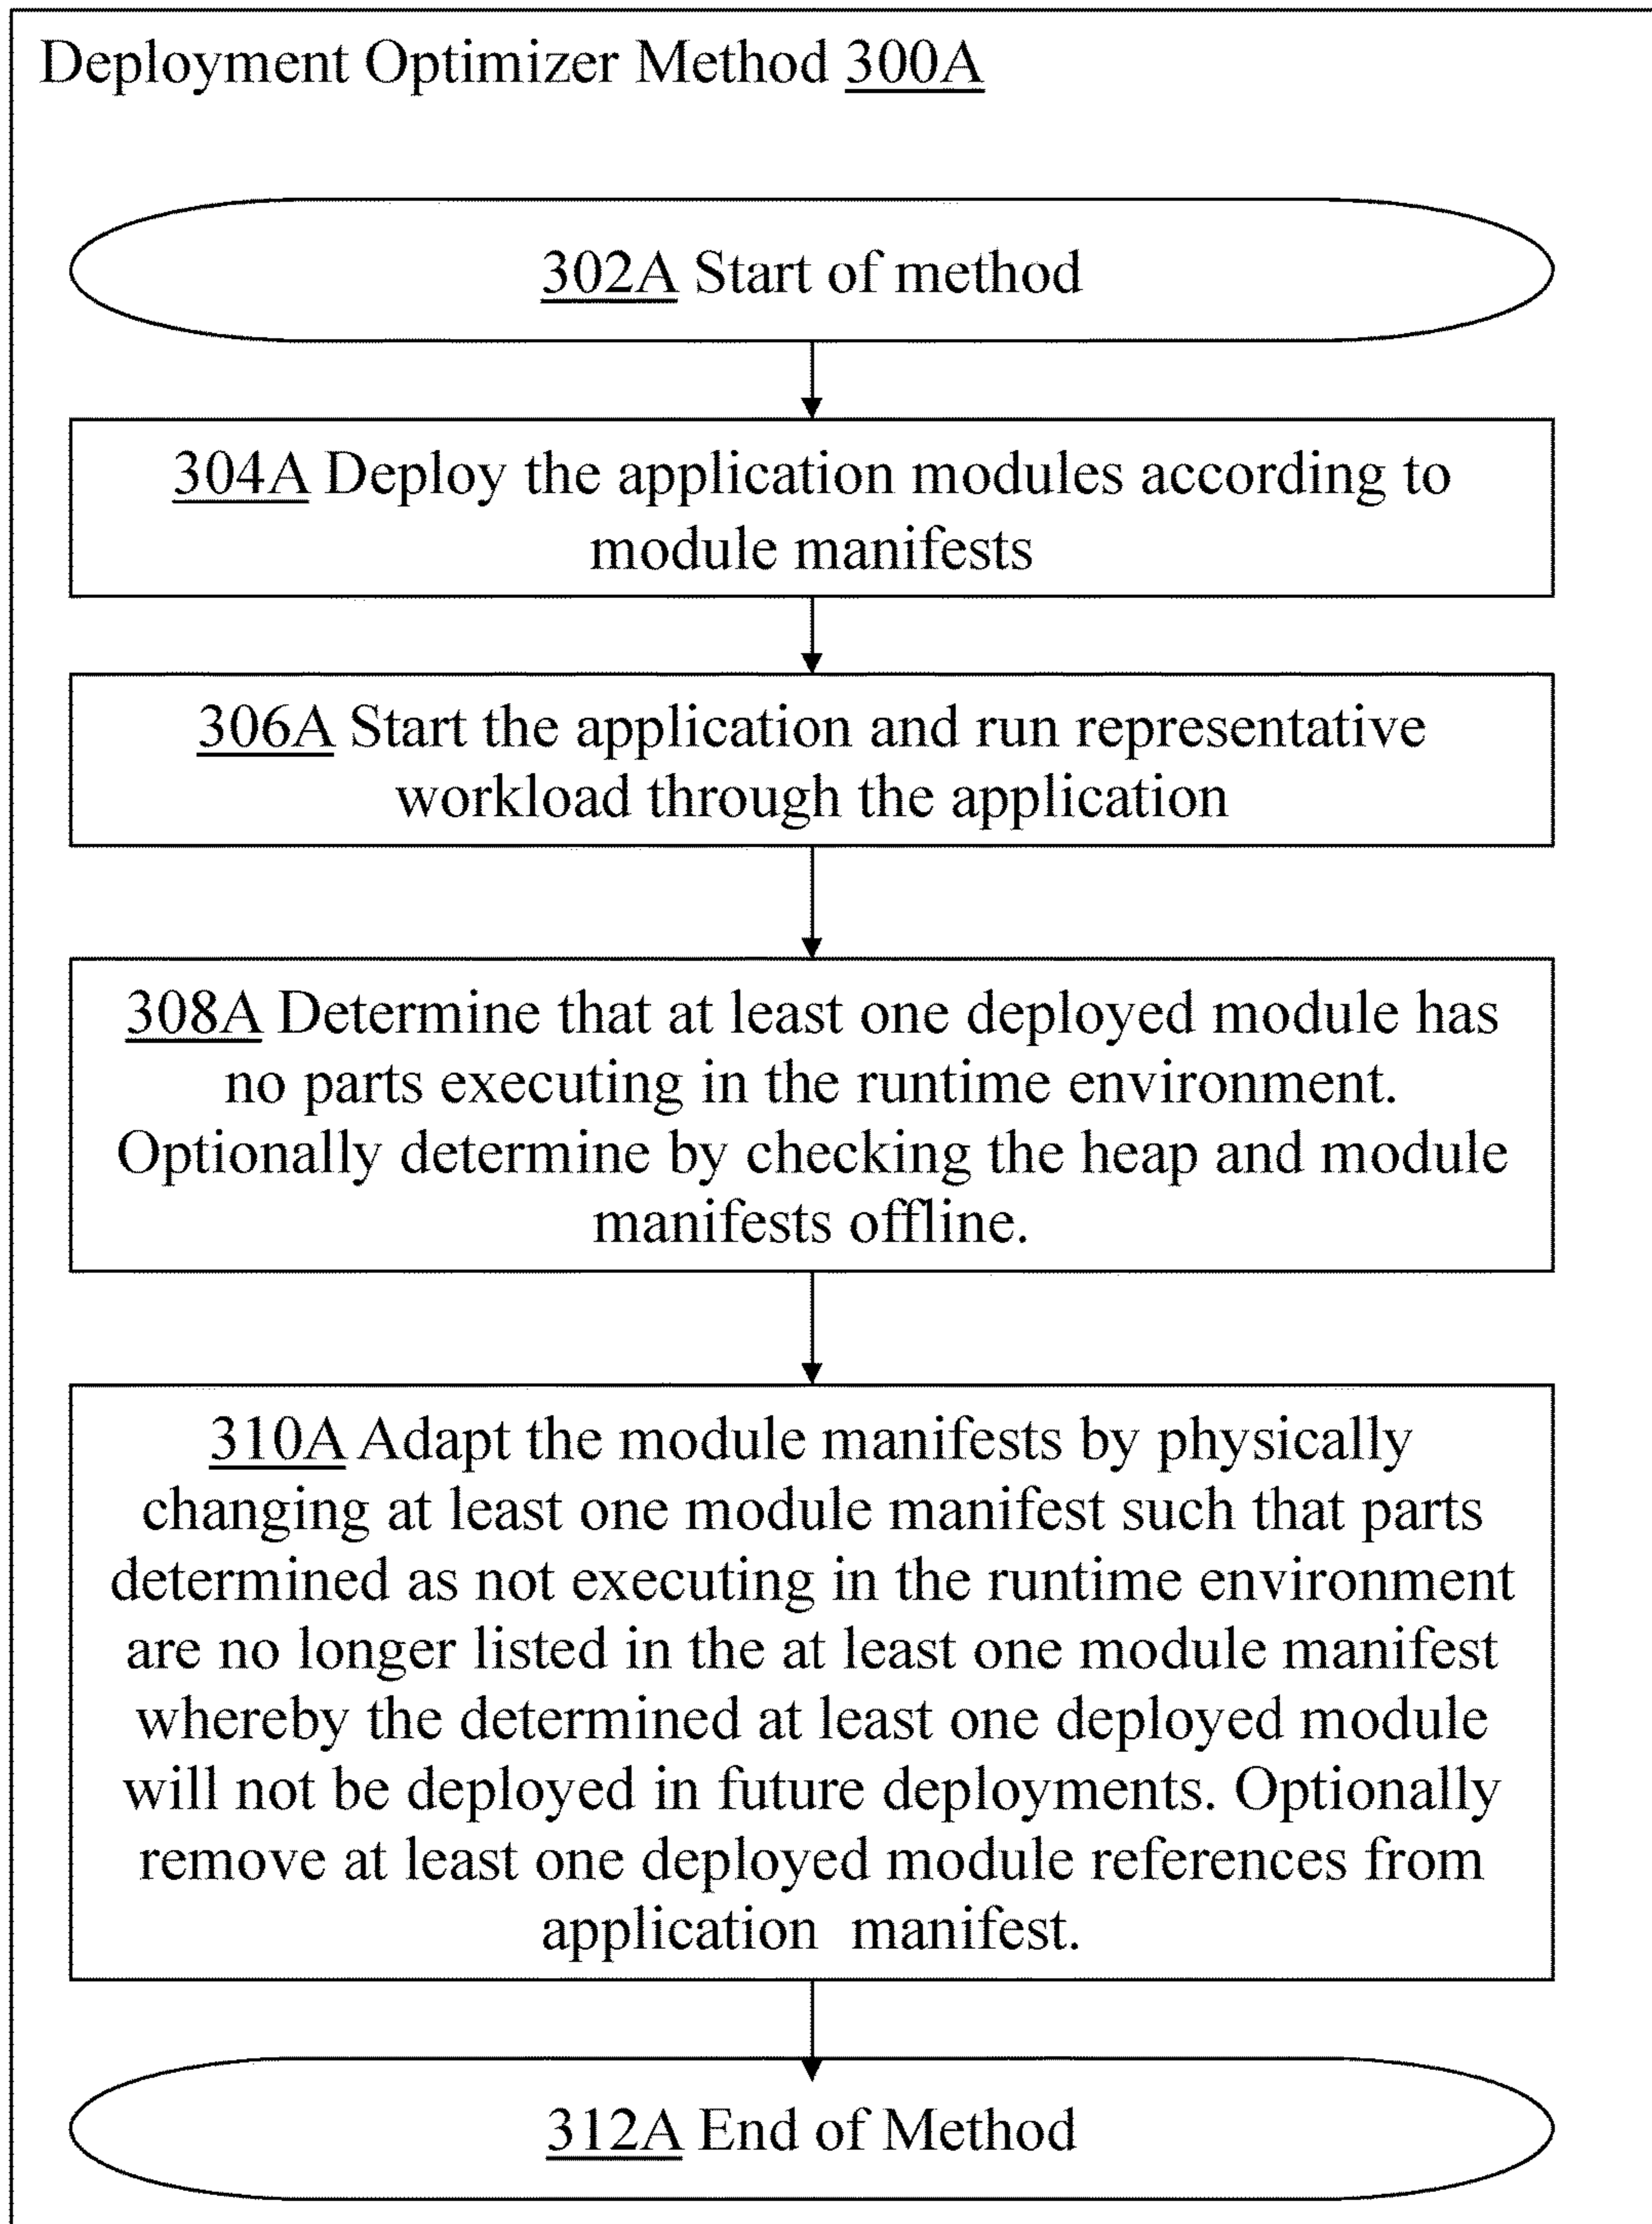 Deployment Optimizer Method 300A
302A Start of method
304A Deploy the application modules according to
module manifests
306A Start the application and run representative
workload through the application
308A Determine that at least one deployed module has
no parts executing in the runtime environment.
Optionally determine by checking the heap and module
manifests offline.
310A Adapt the module manifests by physically
changing at least one module manifest such that parts
determined as not executing in the runtime environment
are no longer listed in the at least one module manifest
whereby the determined at least one deployed module
will not be deployed in future deployments. Optionally
remove at least one deployed module references from
application manifest.
312A End of Method